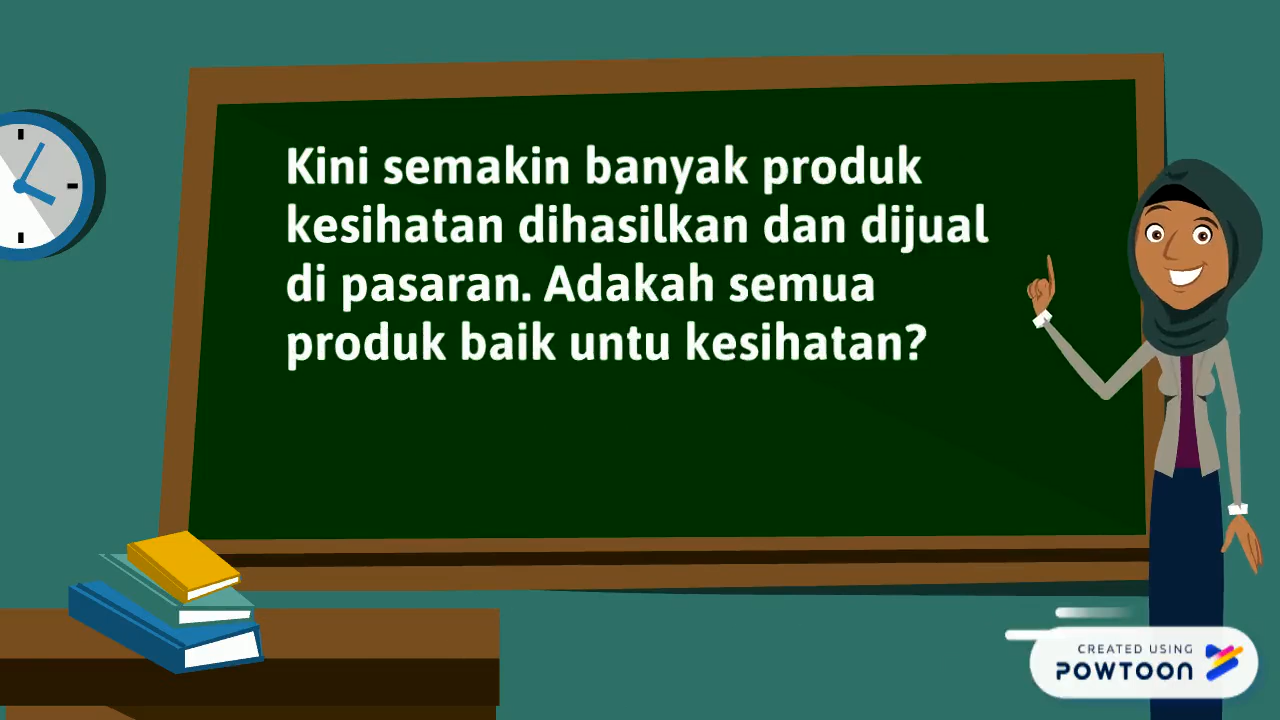 Kini semakin banyak produk
kesihatan dihasilkan dan dijual
di pasaran. Adakah semua
produk baik untu kesihatan?
CREATED USING
POWTOON